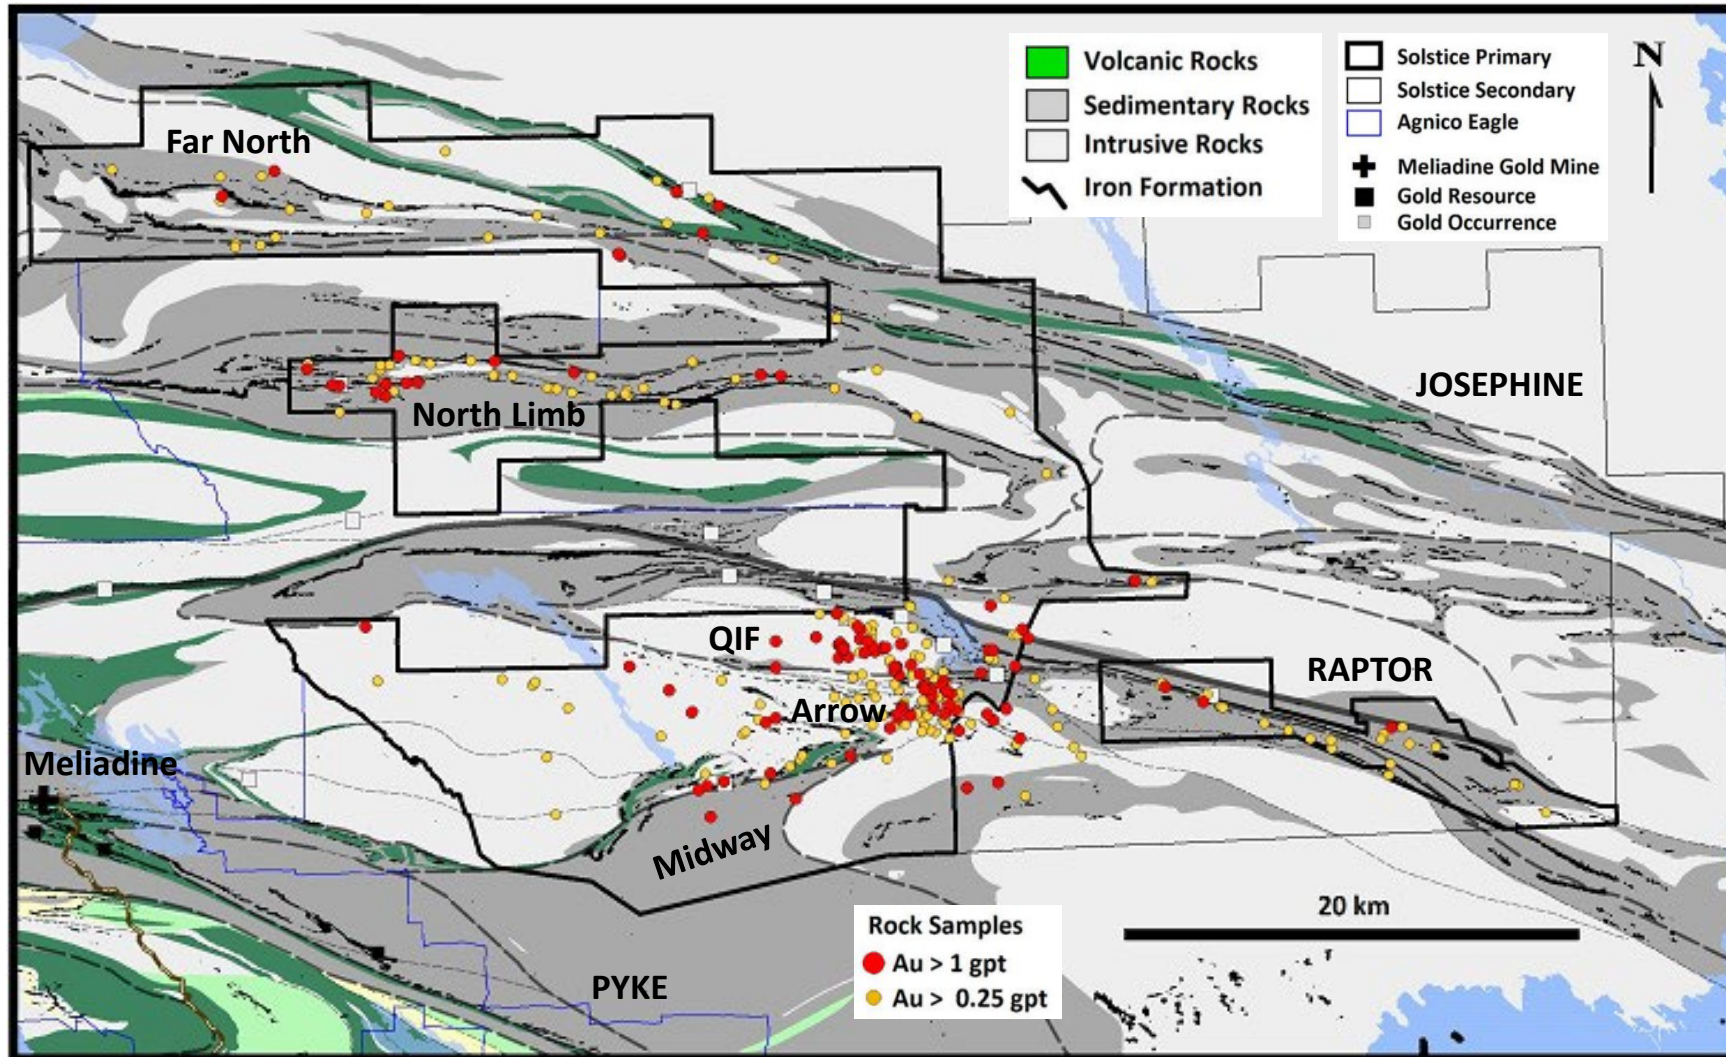 Volcanic Rocks
Sedimentary Rocks
Intrusive Rocks
Iron Formation
Solstice Primary
Solstice Secondary
Agnico Eagle
Meliadine Gold Mine
Gold Resource
Gold Occurrence
N
Far North
JOSEPHINE
North Limb
QIF
RAPTOR
Arrow
Meliadine
Midway
20 km
PYKE
Rock Samples
Au > 1 gpt
Au > 0.25 gpt